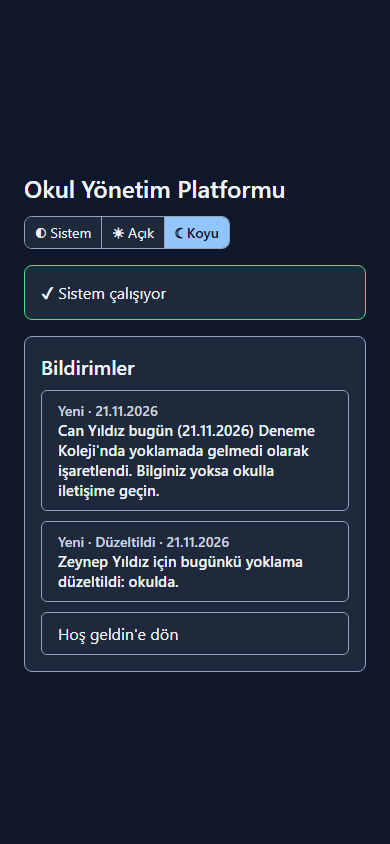 Okul Yönetim Platformu
◐ Sistem ☀ Açık ☾ Koyu
✓ Sistem çalışıyor
Bildirimler
Yeni · 21.11.2026
Can Yıldız bugün (21.11.2026) Deneme
Koleji'nda yoklamada gelmedi olarak
işaretlendi. Bilginiz yoksa okulla
iletişime geçin.
Yeni · Düzeltildi · 21.11.2026
Zeynep Yıldız için bugünkü yoklama
düzeltildi: okulda.
Hoş geldin'e dön